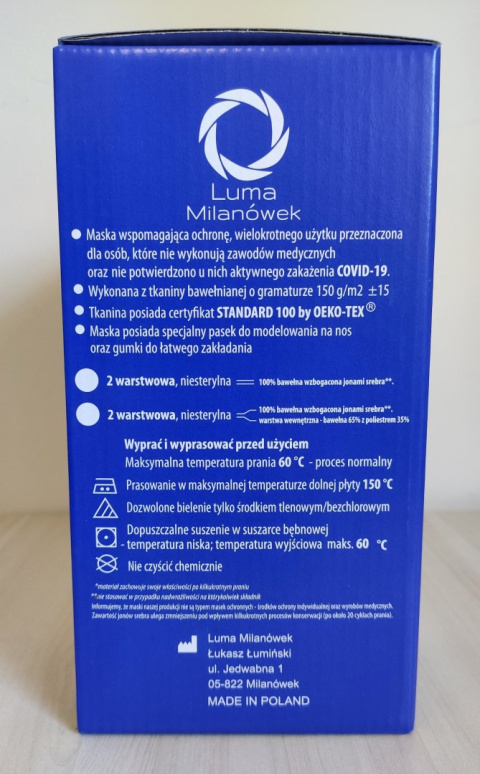 Luma
Milanówek
Maska wspomagająca ochronę, wielokrotnego użytku przeznaczona
dla osób, które nie wykonują zawodów medycznych
oraz nie potwierdzono u nich aktywnego zakażenia COVID-19.
Wykonana z tkaniny bawełnianej o gramaturze 150 g/m2 ±15
Tkanina posiada certyfikat STANDARD 100 by OEKO-TEX®
Maska posiada specjalny pasek do modelowania na nos
oraz gumki do łatwego zakładania
2 warstwowa, niesterylna 100% bawełna wzbogacona jonami srebra**.
2 warstwowa, niesterylna 100% bawełna wzbogacona jonami srebra**.
warstwa wewnętrzna - bawełna 65% z poliestrem 35%
Wyprać i wyprasować przed użyciem
Maksymalna temperatura prania 60 °C - proces normalny
Prasowanie w maksymalnej temperaturze dolnej płyty 150 °C
Dozwolone bielenie tylko środkiem tlenowym/bezchlorowym
Dopuszczalne suszenie w suszarce bębnowej
- temperatura niska; temperatura wyjściowa maks. 60 °C
Nie czyścić chemicznie
*materiał zachowuje swoje właściwości po kilkukrotnym praniu
**nie stosować w przypadku nadwrażliwości na którykolwiek składnik
Informujemy, że maski naszej produkcji nie są typem masek ochronnych - środków ochrony indywidualnej oraz wyrobów medycznych.
Zawartość jonów srebra ulega zmniejszeniu pod wpływem kilkukrotnych procesów konserwacji (po około 20 cyklach prania).
Luma Milanówek
Łukasz Łumiński
ul. Jedwabna 1
05-822 Milanówek
MADE IN POLAND